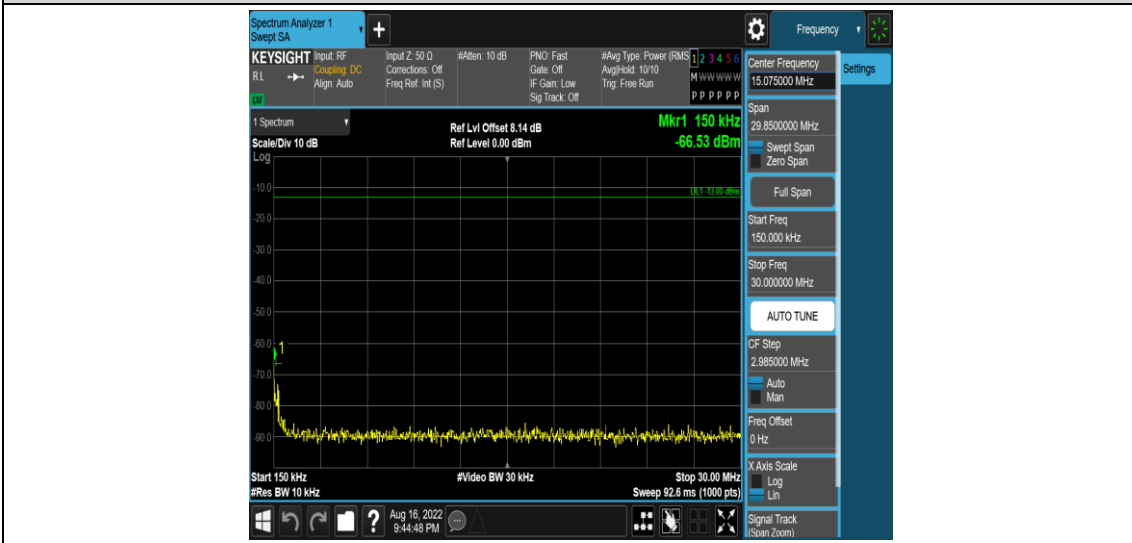 Spectrum Analyzer 1
Swept SA
+
Frequency
KEYSIGHT
Input: RF
Coupling: DC
Align: Auto
Input Z: 50 Ω
Corrections: Off
Freq Ref: Int (S)
#Atten: 10 dB
PNO: Fast
Gate: Off
IF Gain: Low
Sig Track: Off
#Avg Type: Power (RMS
Avg|Hold: 10/10
Trig: Free Run
1 2 3 4 5 6
M W W W W W
P P P P P P
R L
LXI
1 Spectrum
Scale/Div 10 dB
Log
Ref Lvl Offset 8.14 dB
Ref Level 0.00 dBm
Mkr1 150 kHz
-66.53 dBm
DL1 -13.00 dBm
-10.0
-20.0
-30.0
-40.0
-50.0
-60.0
-70.0
-80.0
-90.0
1
Start 150 kHz
#Res BW 10 kHz
#Video BW 30 kHz
Stop 30.00 MHz
Sweep 92.6 ms (1000 pts)
?
Aug 16, 2022
9:44:48 PM
Center Frequency
15.075000 MHz
Settings
Span
29.8500000 MHz
Swept Span
Zero Span
Full Span
Start Freq
150.000 kHz
Stop Freq
30.000000 MHz
AUTO TUNE
CF Step
2.985000 MHz
Auto
Man
Freq Offset
0 Hz
X Axis Scale
Log
Lin
Signal Track
(Span Zoom)